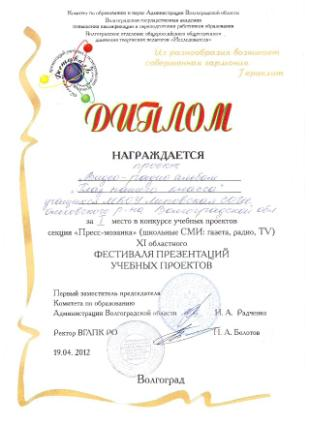 Комитет по образованию и науке Администрации Волгоградской области
Волгоградская государственная академия
повышения квалификации и переподготовки работников образования
Волгоградское отделение общероссийского общественного
движения творческих педагогов «Исследователь»
Из разнообразия возникает
совершенная гармония
Гераклит
ДИПЛОМ
НАГРАЖДАЕТСЯ
проект
Видео-радио альбом
нашего класса"
учащихся МКОУ Липовская СОШ
р-на Волгоградской обл
за I место в конкурсе учебных проектов
секция «Пресс-мозаика» (школьные СМИ: газета, радио, TV)
XI областного
ФЕСТИВАЛЯ ПРЕЗЕНТАЦИЙ
УЧЕБНЫХ ПРОЕКТОВ
Первый заместитель председателя
Комитета по образованию
Администрации Волгоградской области И. А. Радченко
Ректор ВГАПК РО П. А. Болотов
19.04. 2012
Волгоград